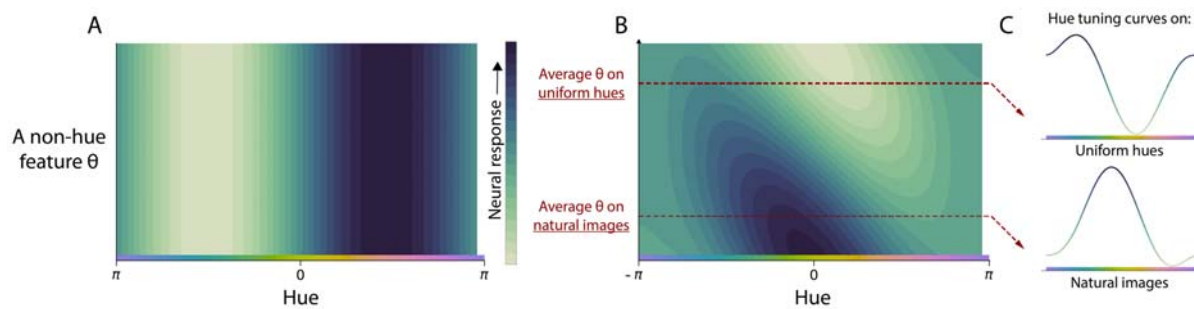 A
A non-hue
feature θ
Neural response
π
0
π
Hue
B
Average θ on
uniform hues
Average θ on
natural images
- π
0
π
Hue
C
Hue tuning curves on:
Uniform hues
Natural images